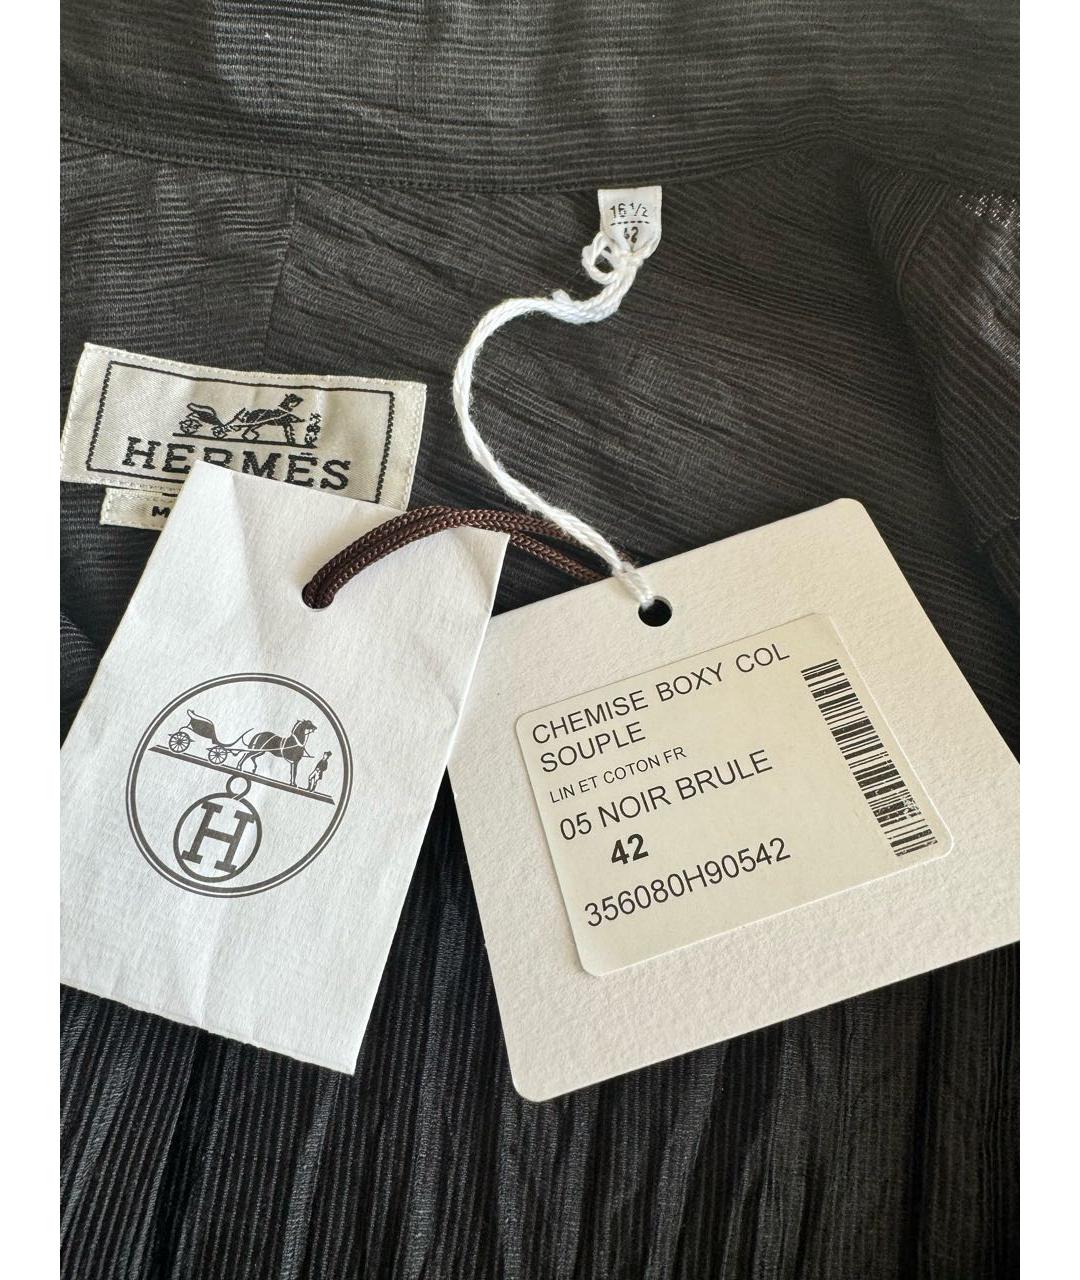 16 1/2
42
HERMÈS
M
CHEMISE BOXY COL
SOUPLE
LIN ET COTON FR
05 NOIR BRULE
42
356080H90542
H